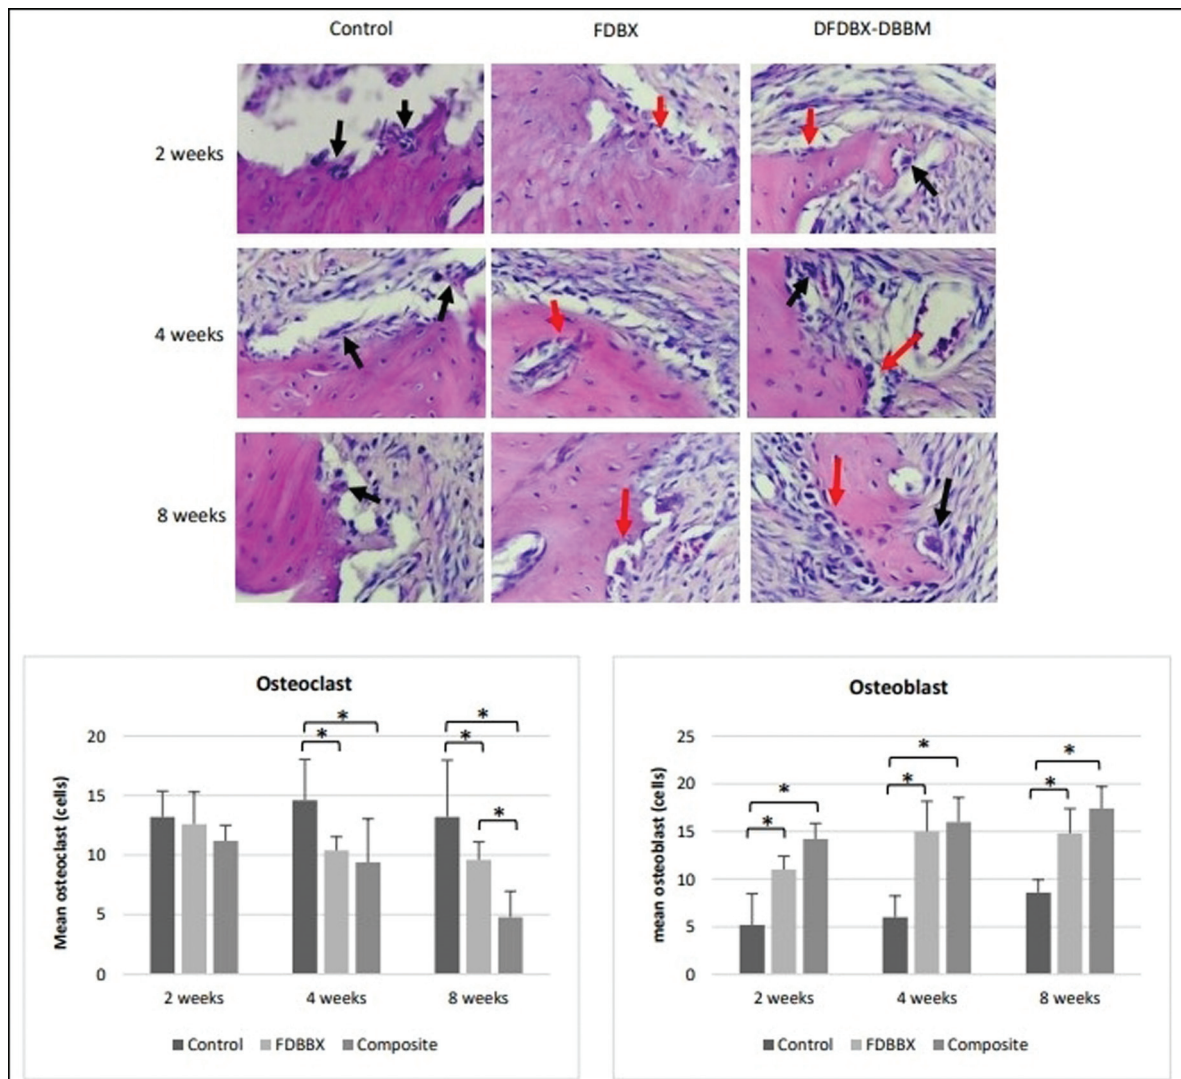 Control FDBX DFDBX-DBBM
2 weeks
4 weeks
8 weeks
Osteoclast
* *
* *
*
20
15
10
5
0
Mean osteoclast (cells)
2 weeks 4 weeks 8 weeks
Control FDBBX Composite
Osteoblast
* * *
* * *
25
20
15
10
5
0
mean osteoblast (cells)
2 weeks 4 weeks 8 weeks
Control FDBBX Composite